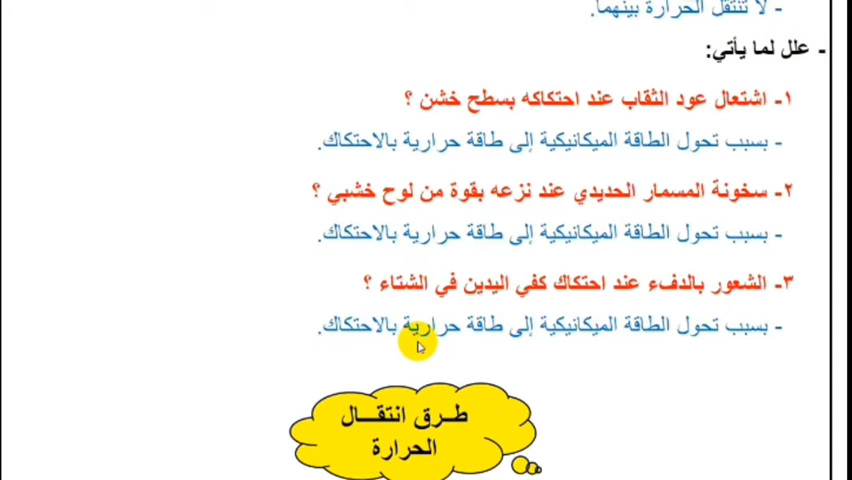 - لا تنتقل الحرارة بينهما.
- علل لما يأتي:
١- اشتعال عود الثقاب عند احتكاكه بسطح خشن ؟
- بسبب تحول الطاقة الميكانيكية إلى طاقة حرارية بالاحتكاك.
٢- سخونة المسمار الحديدي عند نزعه بقوة من لوح خشبي ؟
- بسبب تحول الطاقة الميكانيكية إلى طاقة حرارية بالاحتكاك.
٣- الشعور بالدفء عند احتكاك كفي اليدين في الشتاء ؟
- بسبب تحول الطاقة الميكانيكية إلى طاقة حرارية بالاحتكاك.
طـرق انتقـــال
الحرارة